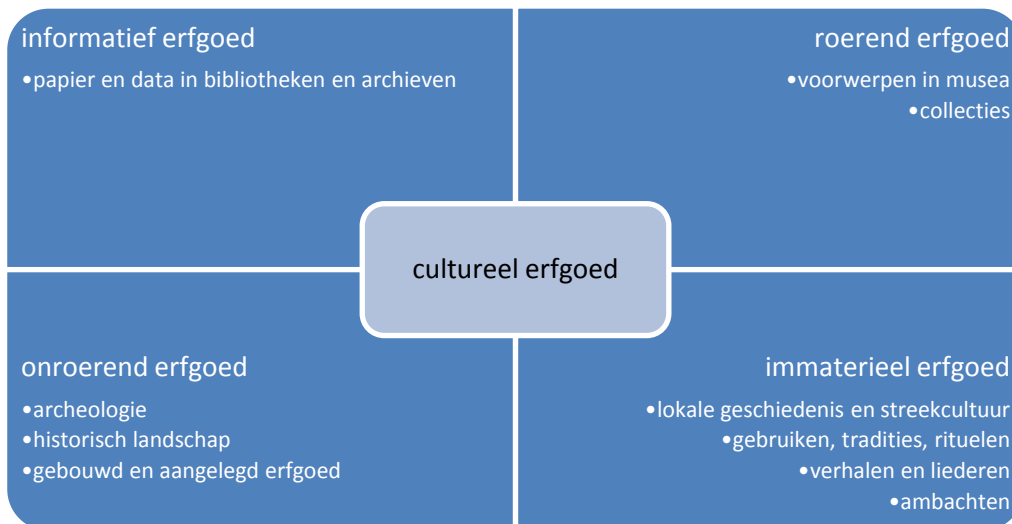 informatief erfgoed
•papier en data in bibliotheken en archieven
roerend erfgoed
•voorwerpen in musea
•collecties
cultureel erfgoed
onroerend erfgoed
•archeologie
•historisch landschap
•gebouwd en aangelegd erfgoed
immaterieel erfgoed
•lokale geschiedenis en streekcultuur
•gebruiken, tradities, rituelen
•verhalen en liederen
•ambachten